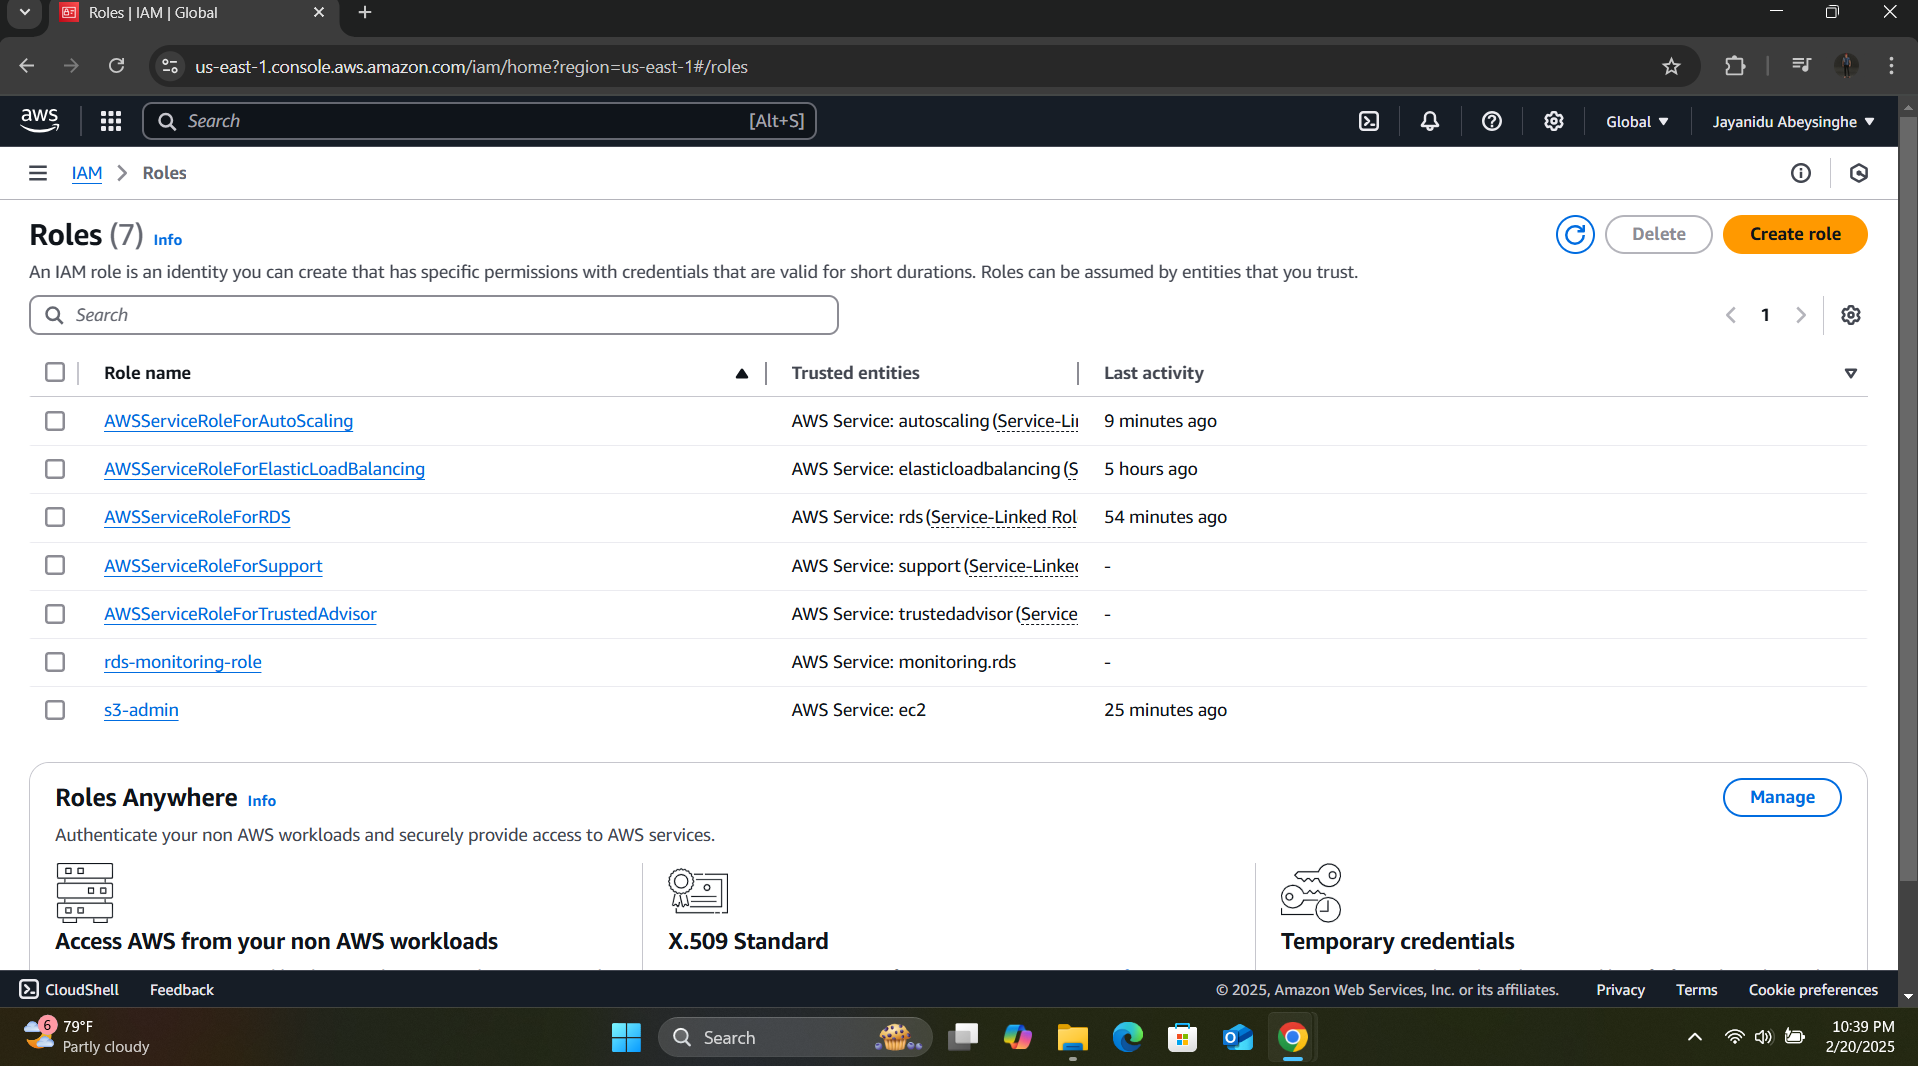 Roles | IAM | Global
us-east-1.console.aws.amazon.com/iam/home?region=us-east-1#/roles
aws
Search [Alt+S]
Global
Jayanidu Abeysinghe
IAM Roles
Roles (7) Info
Delete
Create role
An IAM role is an identity you can create that has specific permissions with credentials that are valid for short durations. Roles can be assumed by entities that you trust.
Search
1
Role name Trusted entities Last activity
AWSServiceRoleForAutoScaling AWS Service: autoscaling (Service-Li 9 minutes ago
AWSServiceRoleForElasticLoadBalancing AWS Service: elasticloadbalancing (S 5 hours ago
AWSServiceRoleForRDS AWS Service: rds (Service-Linked Rol 54 minutes ago
AWSServiceRoleForSupport AWS Service: support (Service-Linked -
AWSServiceRoleForTrustedAdvisor AWS Service: trustedadvisor (Service -
rds-monitoring-role AWS Service: monitoring.rds -
s3-admin AWS Service: ec2 25 minutes ago
Roles Anywhere Info
Manage
Authenticate your non AWS workloads and securely provide access to AWS services.
Access AWS from your non AWS workloads
X.509 Standard
Temporary credentials
CloudShell Feedback © 2025, Amazon Web Services, Inc. or its affiliates. Privacy Terms Cookie preferences
6
79°F
Partly cloudy
Search
10:39 PM
2/20/2025